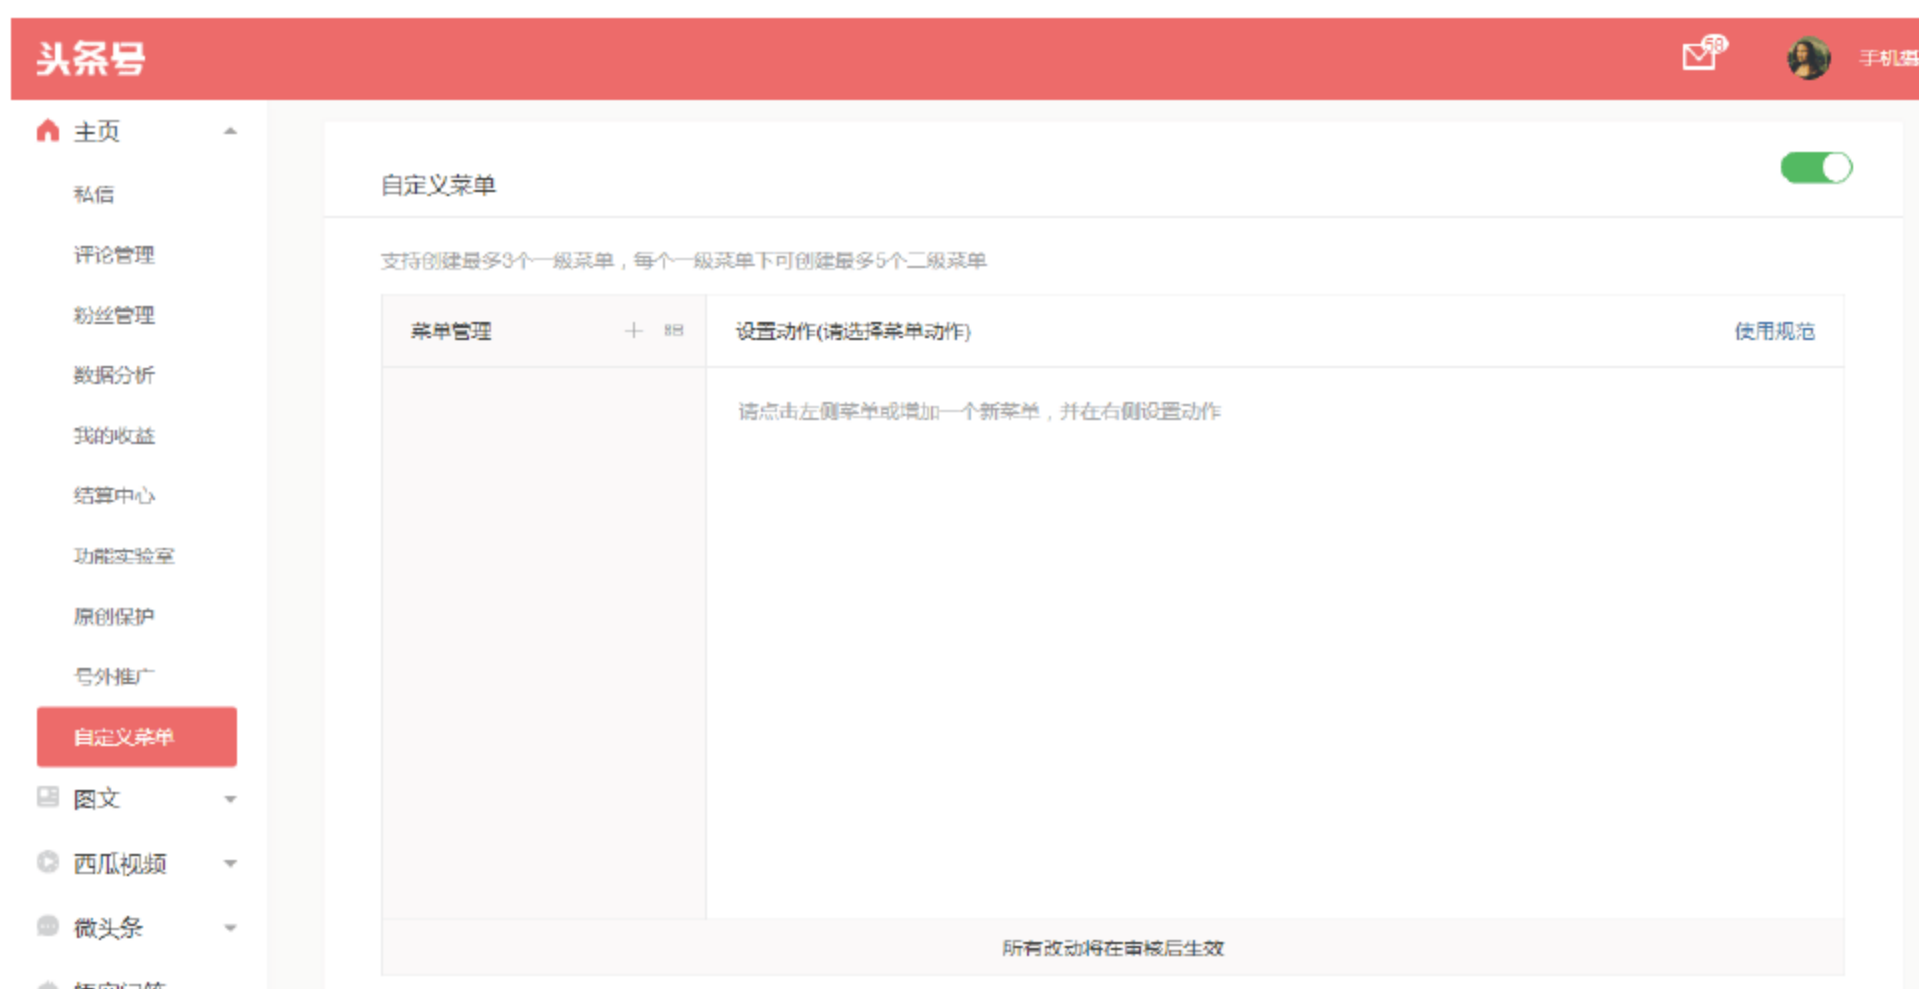 头条号
58
手机
主页
私信
评论管理
粉丝管理
数据分析
我的收益
结算中心
功能实验室
原创保护
号外推广
自定义菜单
图文
西瓜视频
微头条
自定义菜单
支持创建最多3个一级菜单，每个一级菜单下可创建最多5个二级菜单
菜单管理
设置动作(请选择菜单动作)
使用规范
请点击左侧菜单或增加一个新菜单，并在右侧设置动作
所有改动将在审核后生效